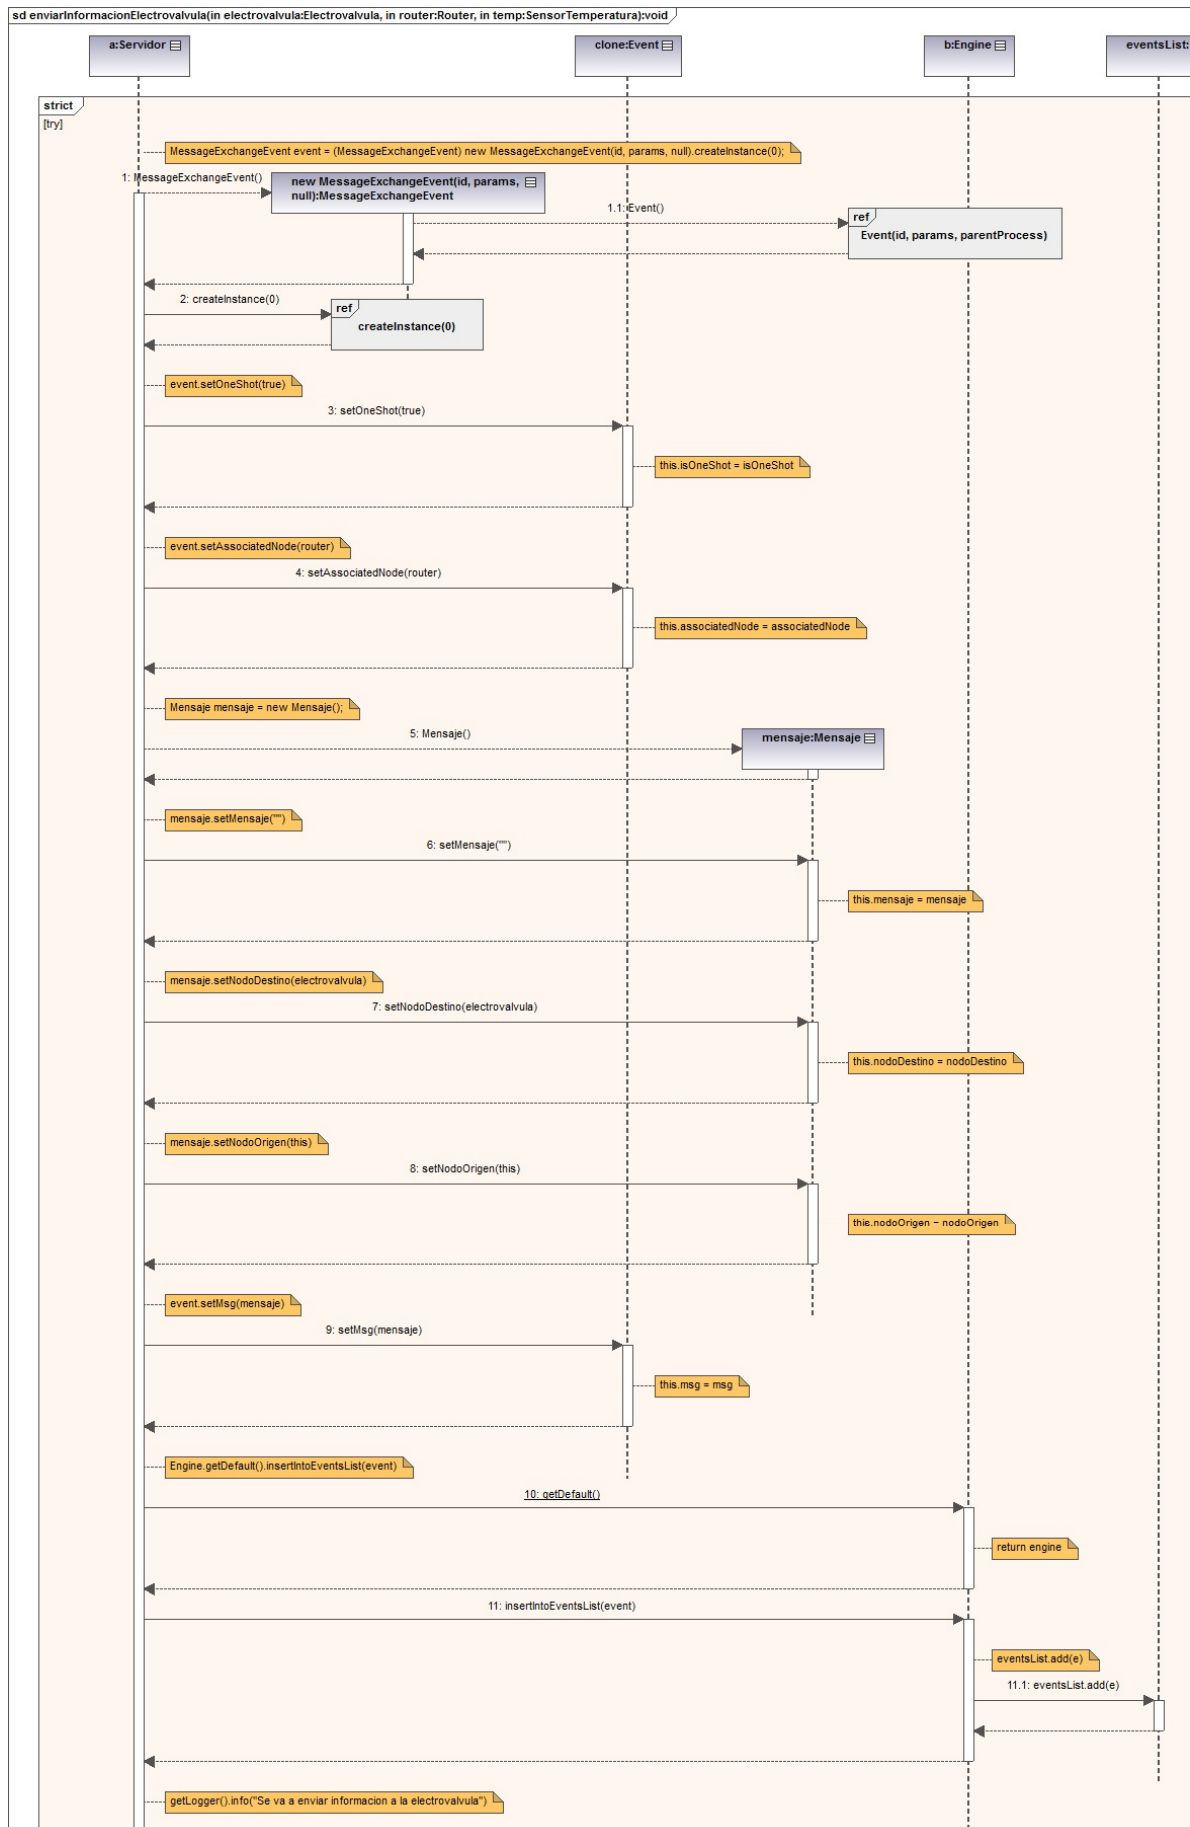 sd enviarInformacionElectrovalvula(in electrovalvula:Electrovalvula, in router:Router, in temp:SensorTemperatura):void
a:Servidor
clone:Event
b:Engine
eventsList:
strict
[try]
MessageExchangeEvent event = (MessageExchangeEvent) new MessageExchangeEvent(id, params, null).createInstance(0);
1: MessageExchangeEvent()
new MessageExchangeEvent(id, params,
null):MessageExchangeEvent
1.1: Event()
ref
Event(id, params, parentProcess)
2: createInstance(0)
ref
createInstance(0)
event.setOneShot(true)
3: setOneShot(true)
this.isOneShot = isOneShot
event.setAssociatedNode(router)
4: setAssociatedNode(router)
this.associatedNode = associatedNode
Mensaje mensaje = new Mensaje();
5: Mensaje()
mensaje:Mensaje
mensaje.setMensaje("")
6: setMensaje("")
this.mensaje = mensaje
mensaje.setNodoDestino(electrovalvula)
7: setNodoDestino(electrovalvula)
this.nodoDestino = nodoDestino
mensaje.setNodoOrigen(this)
8: setNodoOrigen(this)
this.nodoOrigen = nodoOrigen
event.setMsg(mensaje)
9: setMsg(mensaje)
this.msg = msg
Engine.getDefault().insertIntoEventsList(event)
10: getDefault()
return engine
11: insertIntoEventsList(event)
eventsList.add(e)
11.1: eventsList.add(e)
getLogger().info("Se va a enviar informacion a la electrovalvula")